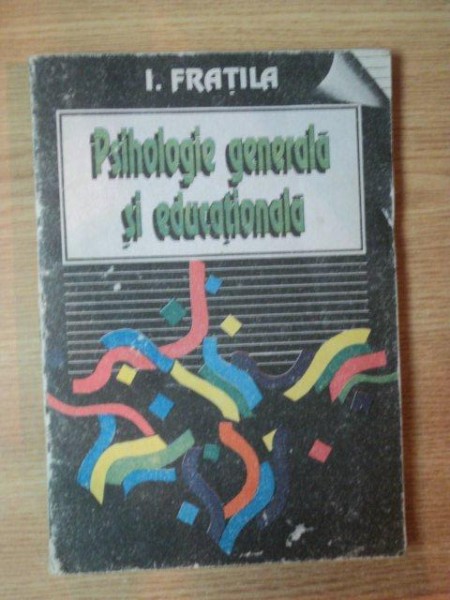 I. FRAȚILA
Psihologie generală
și educațională